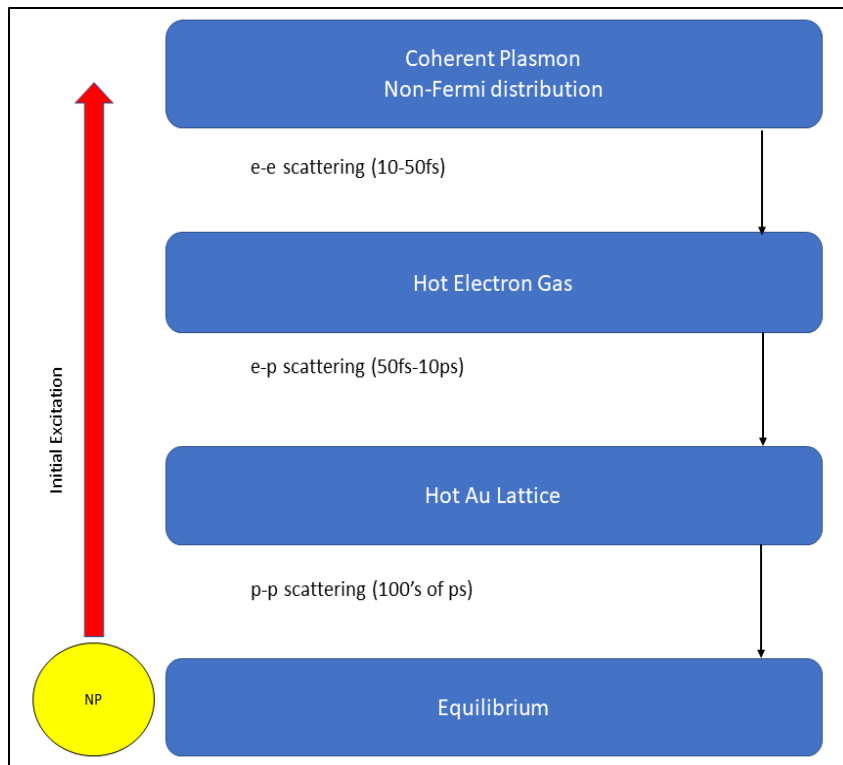 Coherent Plasmon
Non-Fermi distribution
e-e scattering (10-50fs)
Hot Electron Gas
e-p scattering (50fs-10ps)
Initial Excitation
Hot Au Lattice
p-p scattering (100's of ps)
NP
Equilibrium